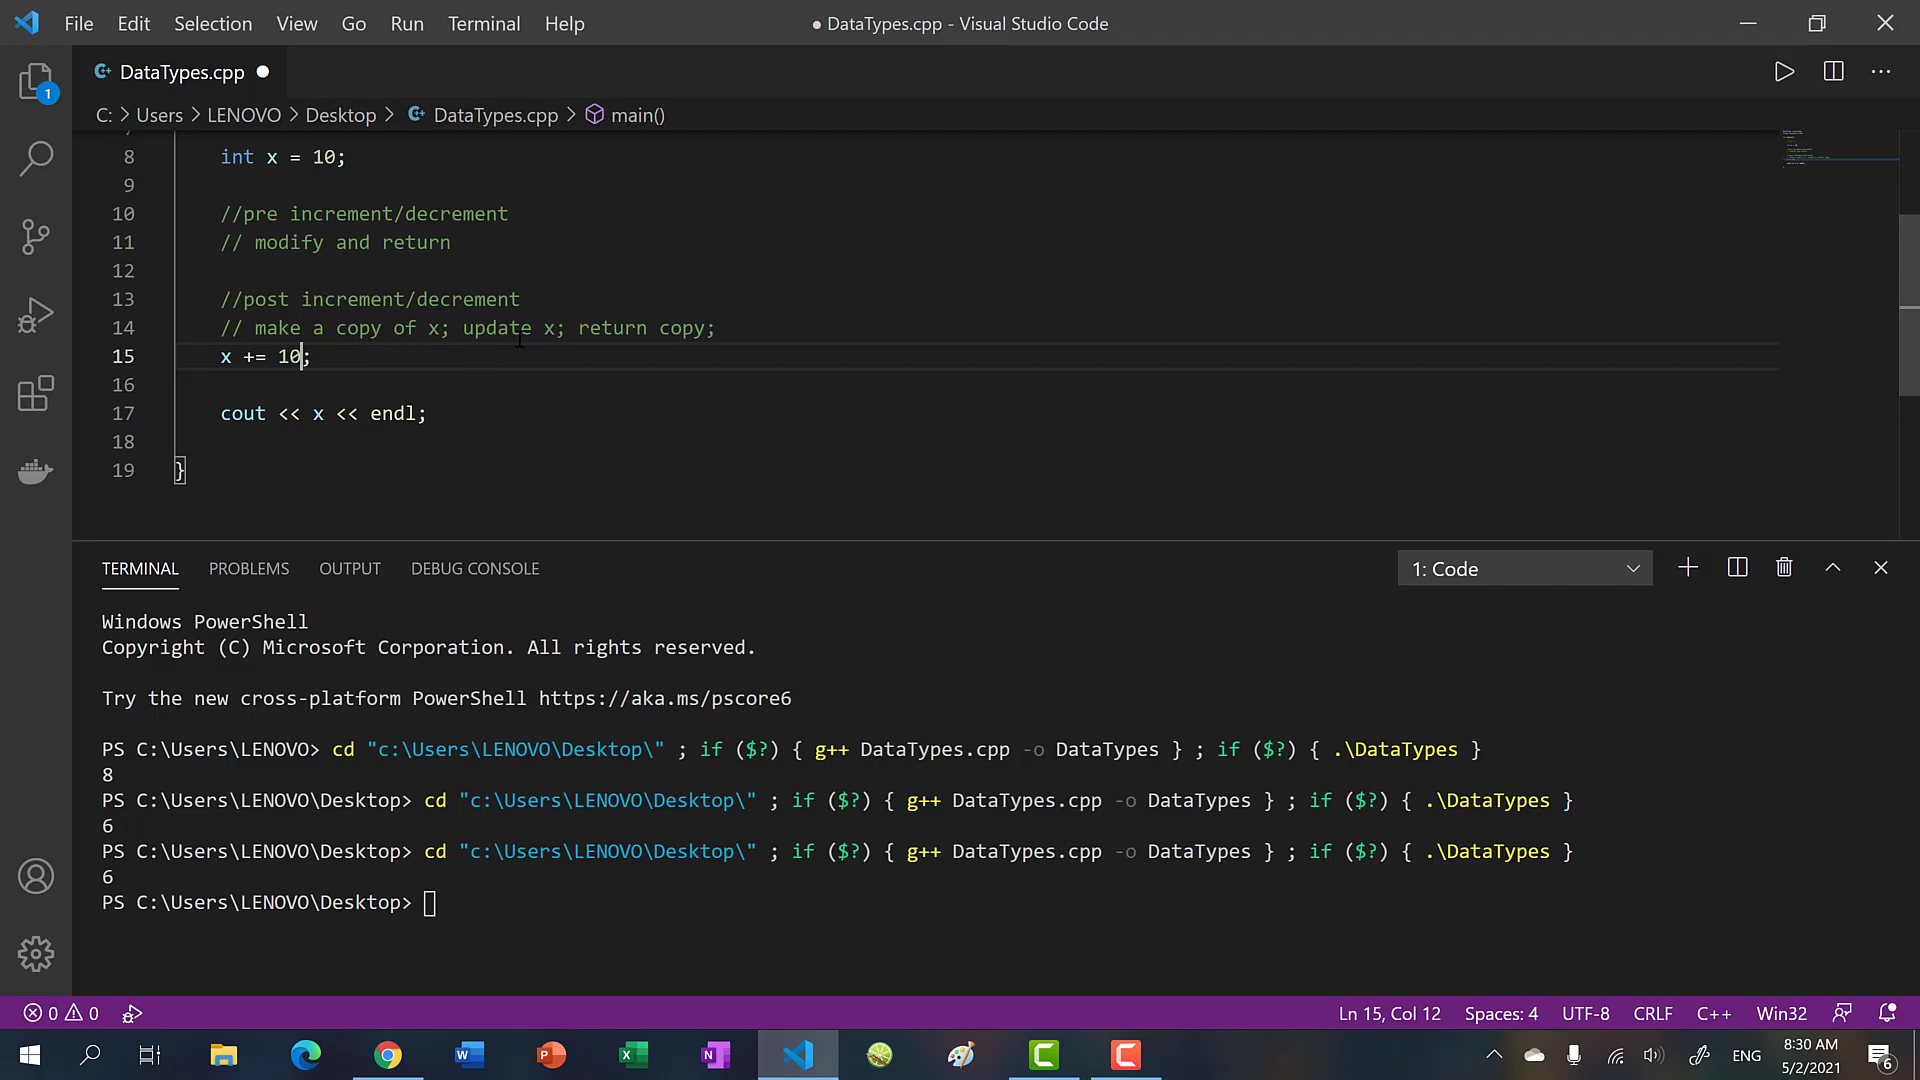 File Edit Selection View Go Run Terminal Help ● DataTypes.cpp - Visual Studio Code
DataTypes.cpp
C: > Users > LENOVO > Desktop > DataTypes.cpp > main()
8 int x = 10;
9
10 //pre increment/decrement
11 // modify and return
12
13 //post increment/decrement
14 // make a copy of x; update x; return copy;
15 x += 10;
16
17 cout << x << endl;
18
19 }
1
TERMINAL PROBLEMS OUTPUT DEBUG CONSOLE 1: Code
Windows PowerShell
Copyright (C) Microsoft Corporation. All rights reserved.
Try the new cross-platform PowerShell https://aka.ms/pscore6
PS C:\Users\LENOVO> cd "c:\Users\LENOVO\Desktop\" ; if ($?) { g++ DataTypes.cpp -o DataTypes } ; if ($?) { .\DataTypes }
8
PS C:\Users\LENOVO\Desktop> cd "c:\Users\LENOVO\Desktop\" ; if ($?) { g++ DataTypes.cpp -o DataTypes } ; if ($?) { .\DataTypes }
6
PS C:\Users\LENOVO\Desktop> cd "c:\Users\LENOVO\Desktop\" ; if ($?) { g++ DataTypes.cpp -o DataTypes } ; if ($?) { .\DataTypes }
6
PS C:\Users\LENOVO\Desktop>
0 0 Ln 15, Col 12 Spaces: 4 UTF-8 CRLF C++ Win32
ENG 8:30 AM
5/2/2021
6